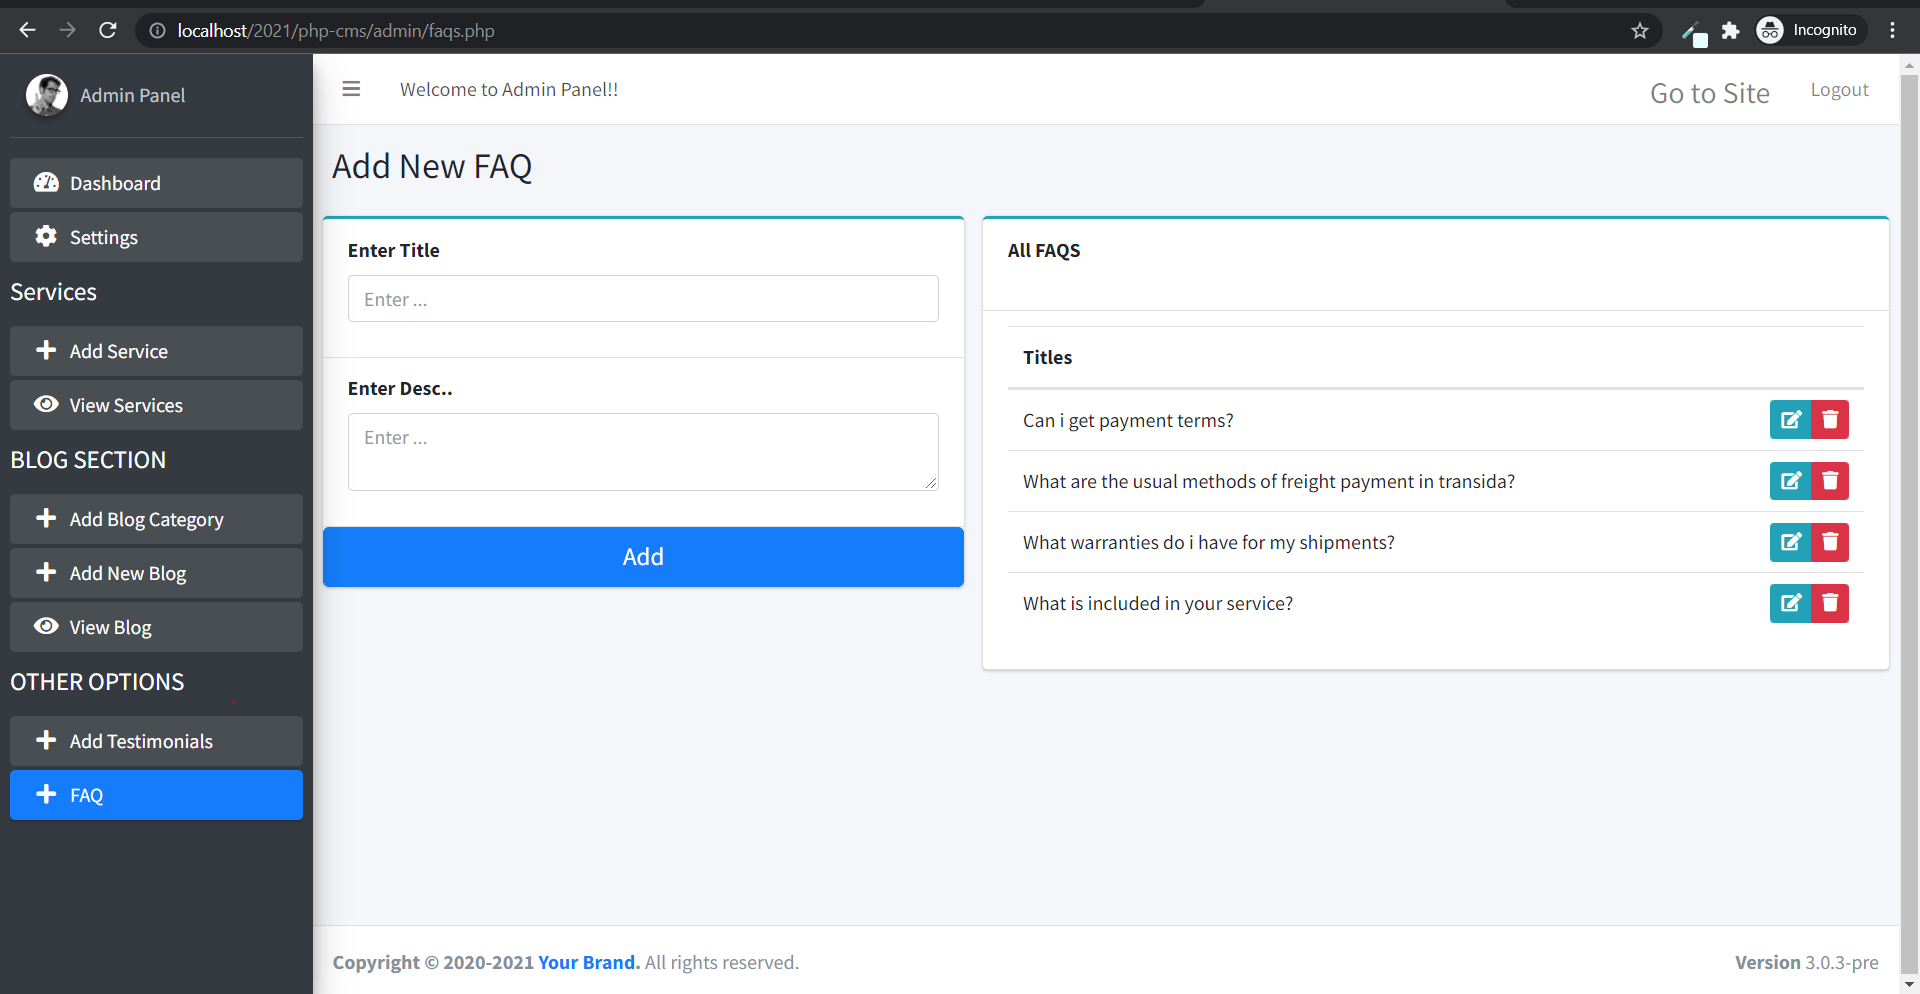 localhost/2021/php-cms/admin/faqs.php
Incognito
Admin Panel
Welcome to Admin Panel!!
Go to Site
Logout
Dashboard
Settings
Services
Add Service
View Services
BLOG SECTION
Add Blog Category
Add New Blog
View Blog
OTHER OPTIONS
Add Testimonials
FAQ
Add New FAQ
Enter Title
Enter ...
Enter Desc..
Enter ...
Add
All FAQS
Titles
Can i get payment terms?
What are the usual methods of freight payment in transida?
What warranties do i have for my shipments?
What is included in your service?
Copyright © 2020-2021 Your Brand. All rights reserved.
Version 3.0.3-pre